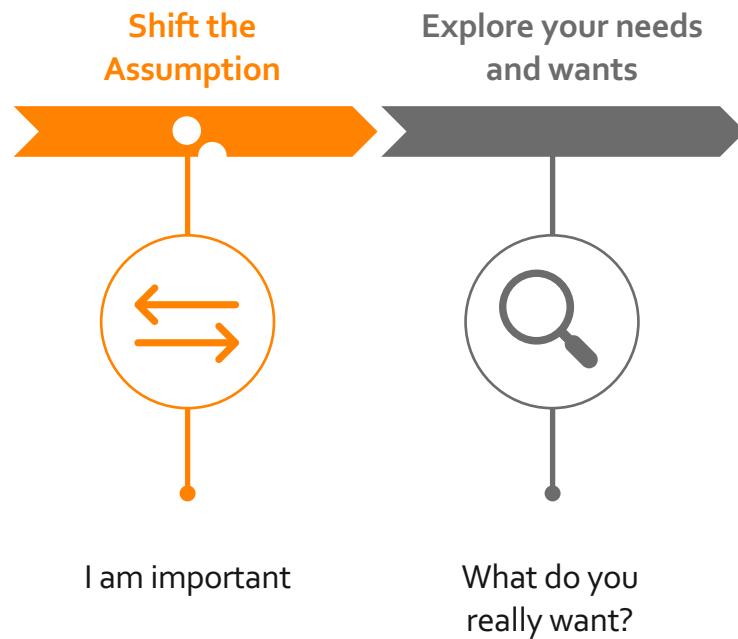 Shift the
Assumption
Explore your needs
and wants
I am important
What do you
really want?